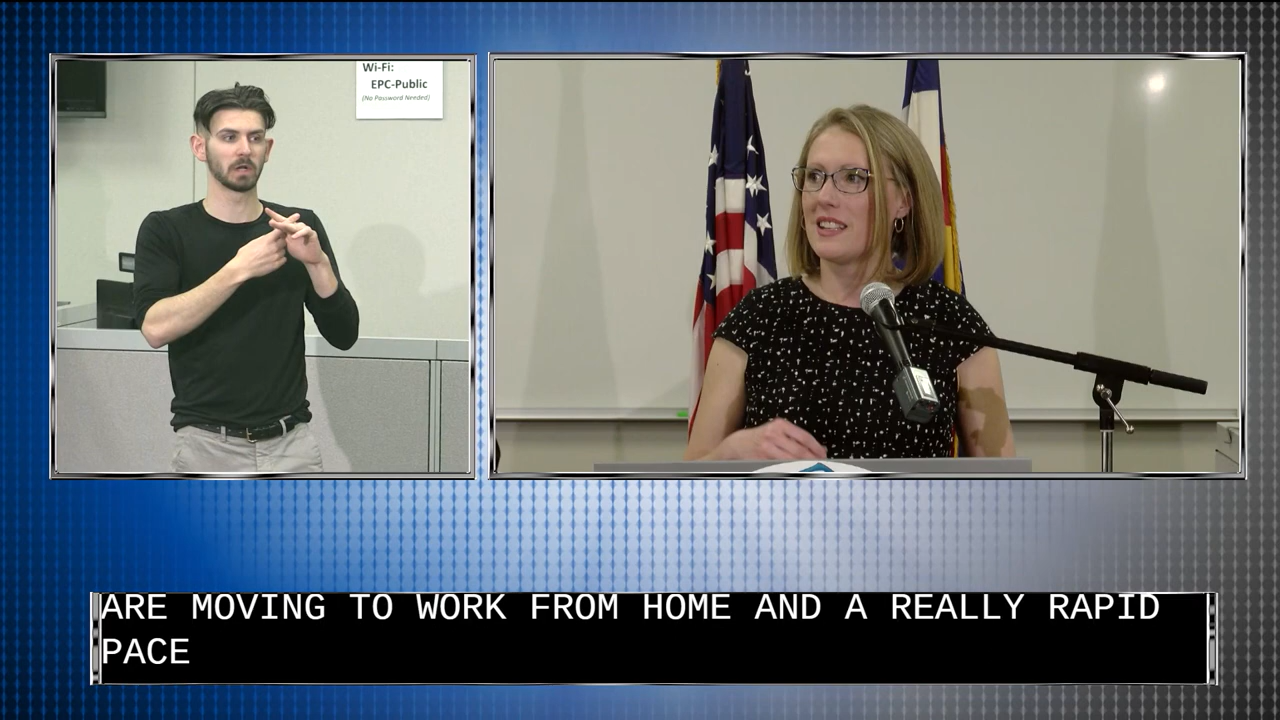 Wi-Fi:
EPC-Public
(No Password Needed)
ARE MOVING TO WORK FROM HOME AND A REALLY RAPID
PACE